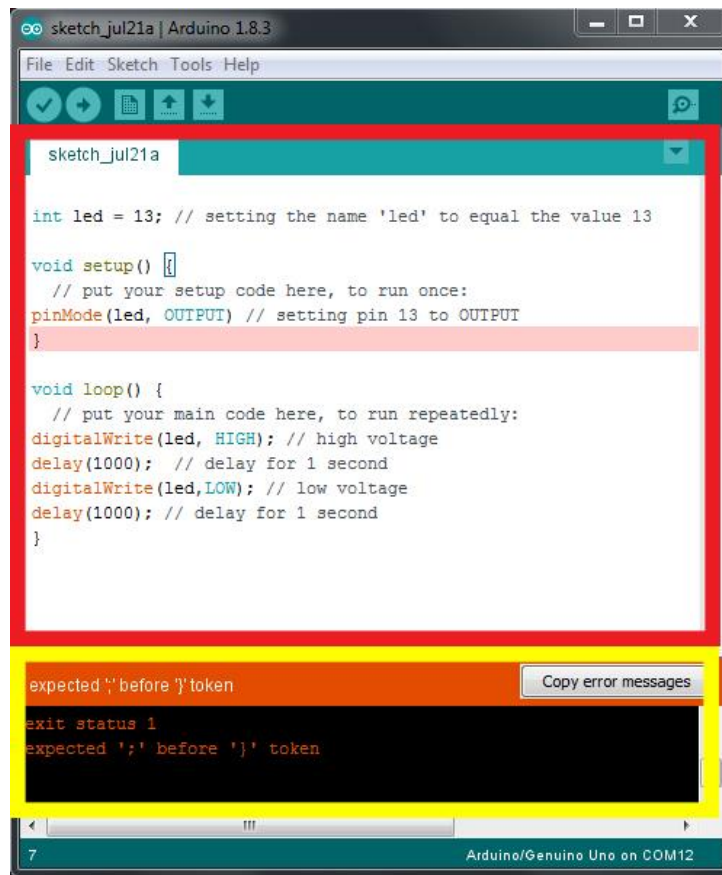 sketch_jul21a | Arduino 1.8.3
File Edit Sketch Tools Help
sketch_jul21a
int led = 13; // setting the name 'led' to equal the value 13
void setup() {
// put your setup code here, to run once:
pinMode(led, OUTPUT) // setting pin 13 to OUTPUT
}
void loop() {
// put your main code here, to run repeatedly:
digitalWrite(led, HIGH); // high voltage
delay(1000);  // delay for 1 second
digitalWrite(led,LOW); // low voltage
delay(1000); // delay for 1 second
}
expected ';' before '}' token Copy error messages
exit status 1
expected ';' before '}' token
7 Arduino/Genuino Uno on COM12